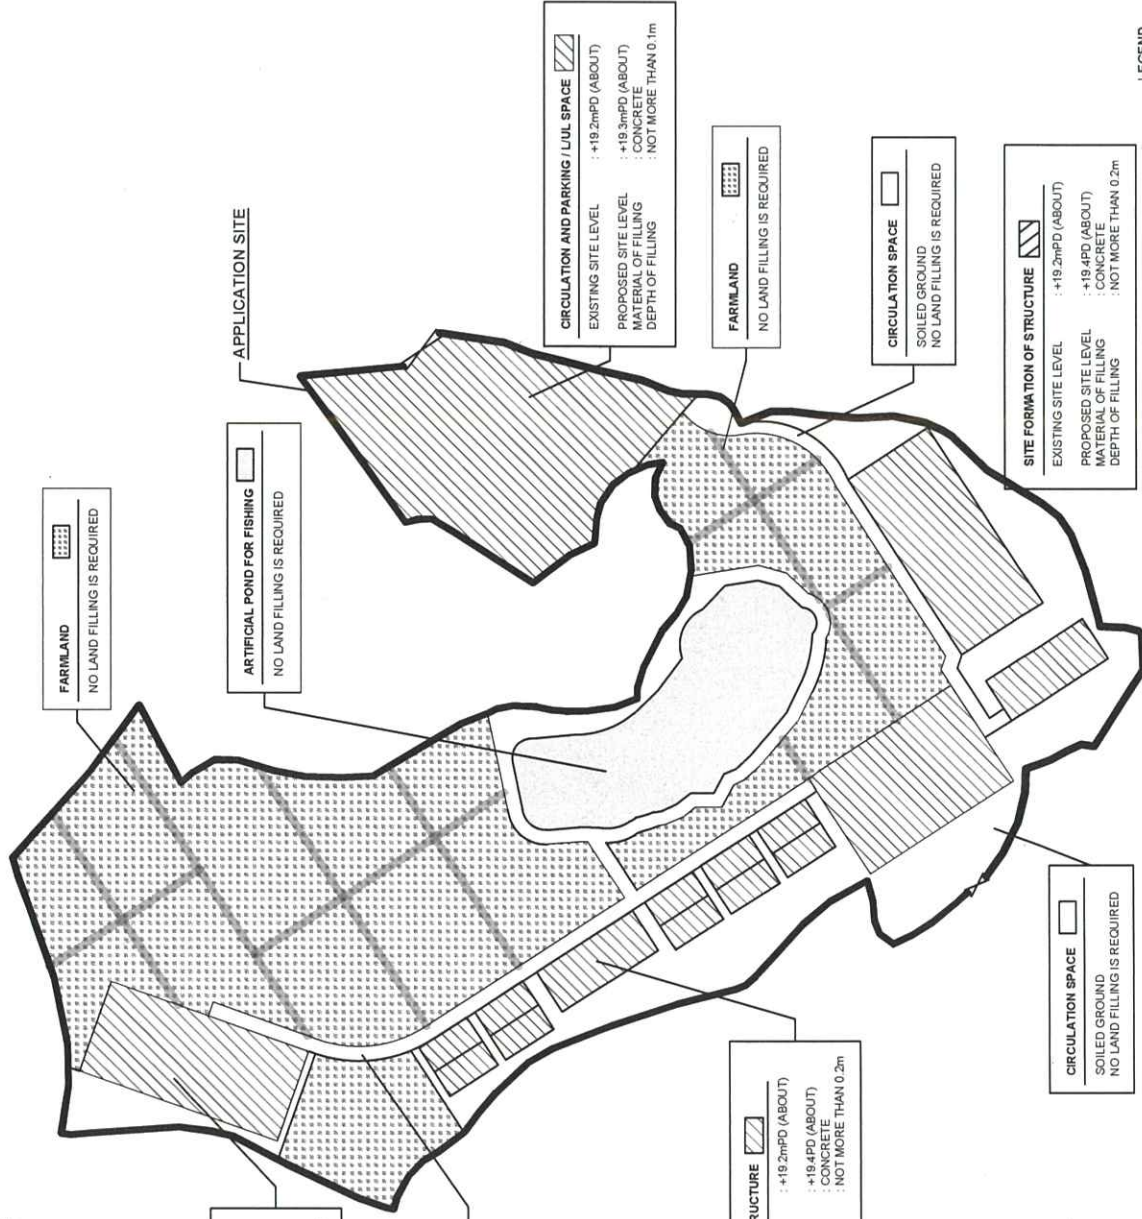 FARMLAND
NO LAND FILLING IS REQUIRED
ARTIFICIAL POND FOR FISHING
NO LAND FILLING IS REQUIRED
APPLICATION SITE
CIRCULATION AND PARKING / L/UL SPACE
EXISTING SITE LEVEL : +19.2mPD (ABOUT)
PROPOSED SITE LEVEL : +19.3mPD (ABOUT)
MATERIAL OF FILLING : CONCRETE
DEPTH OF FILLING : NOT MORE THAN 0.1m
FARMLAND
NO LAND FILLING IS REQUIRED
CIRCULATION SPACE
SOILED GROUND
NO LAND FILLING IS REQUIRED
SITE FORMATION OF STRUCTURE
EXISTING SITE LEVEL : +19.2mPD (ABOUT)
PROPOSED SITE LEVEL : +19.4PD (ABOUT)
MATERIAL OF FILLING : CONCRETE
DEPTH OF FILLING : NOT MORE THAN 0.2m
RUCTURE
: +19.2mPD (ABOUT)
: +19.4PD (ABOUT)
: CONCRETE
: NOT MORE THAN 0.2m
CIRCULATION SPACE
SOILED GROUND
NO LAND FILLING IS REQUIRED